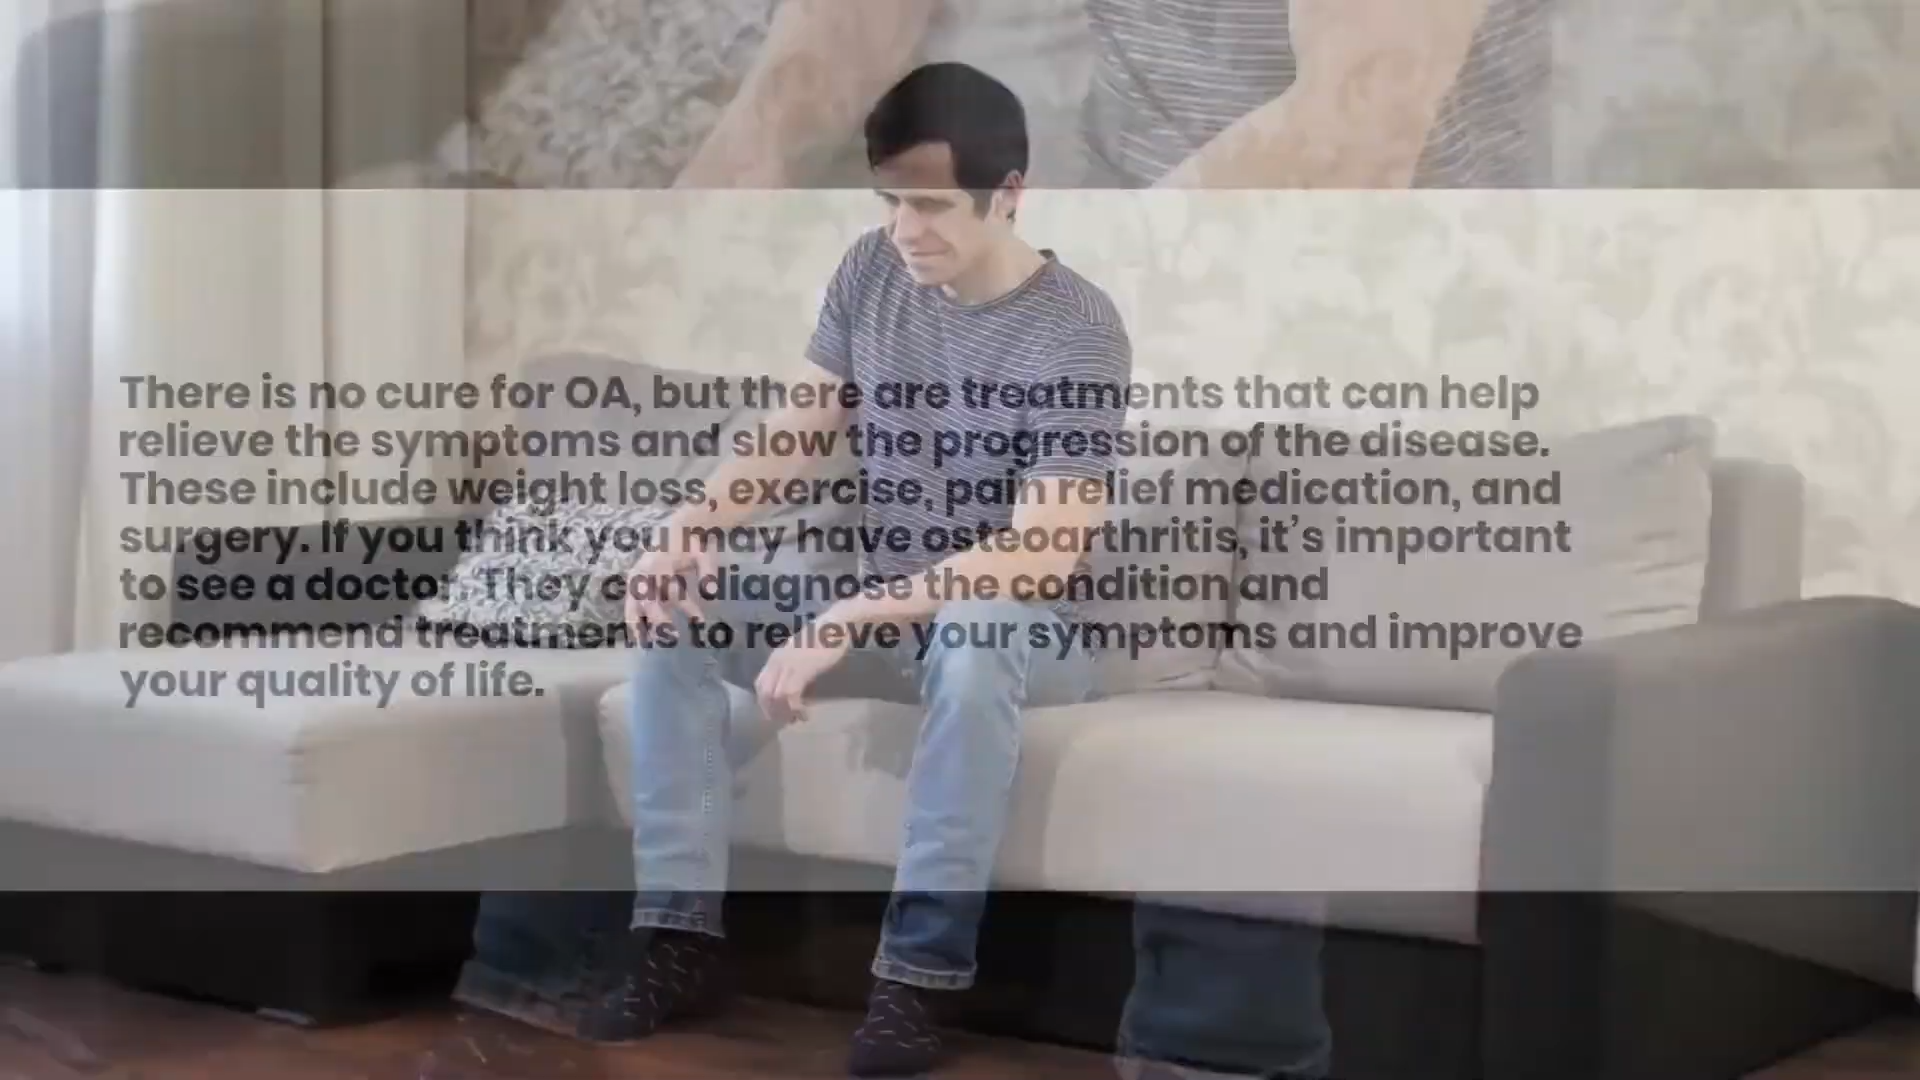 There is no cure for OA, but there are treatments that can help
relieve the symptoms and slow the progression of the disease.
These include weight loss, exercise, pain relief medication, and
surgery. If you think you may have osteoarthritis, it’s important
to see a doctor. They can diagnose the condition and
recommend treatments to relieve your symptoms and improve
your quality of life.